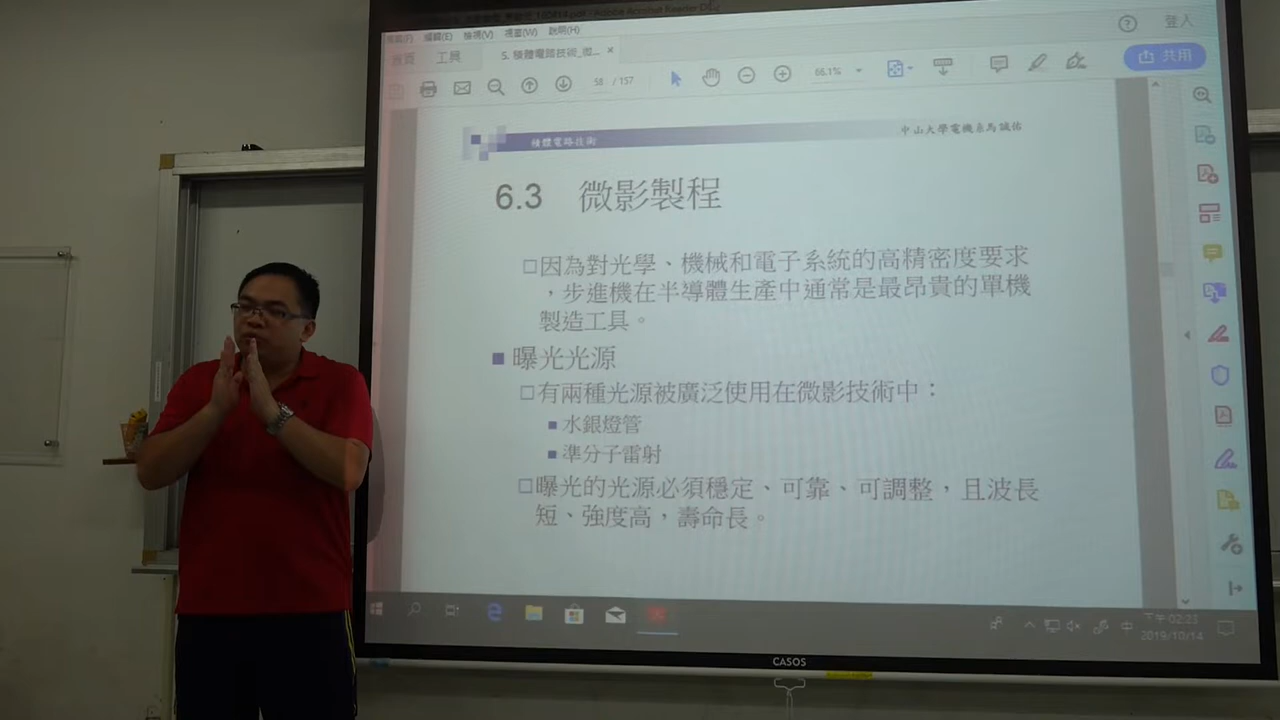 編輯(E) 檢視(V) 視窗(W) 說明(H)
登入
首頁 工具 5. 積體電路技術_微...
58 / 157
66.1%
共用
積體電路技術
中山大學電機系馬誠佑
6.3 微影製程
因為對光學、機械和電子系統的高精密度要求
，步進機在半導體生產中通常是最昂貴的單機
製造工具。
曝光光源
有兩種光源被廣泛使用在微影技術中：
水銀燈管
準分子雷射
曝光的光源必須穩定、可靠、可調整，且波長
短、強度高，壽命長。
中
下午 02:23
2019/10/14
CASOS